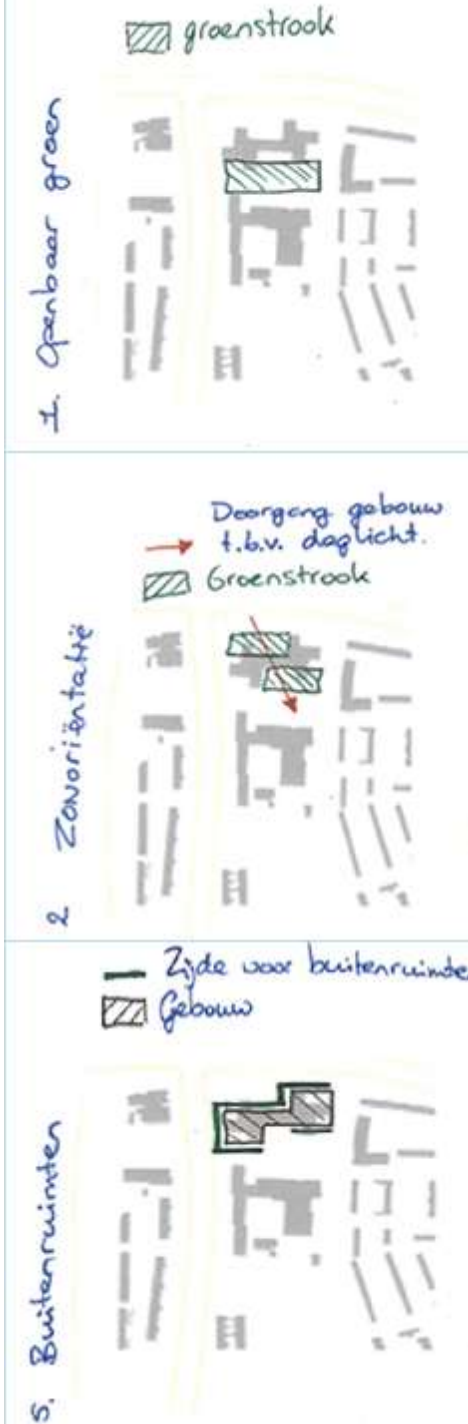 groenstrook
1. Openbaar groen
Doorgang gebouw
t.b.v. daglicht.
Groenstrook
2 Zonoriëntatie
Zijde voor buitenruimte
Gebouw
5. Buitenruimten